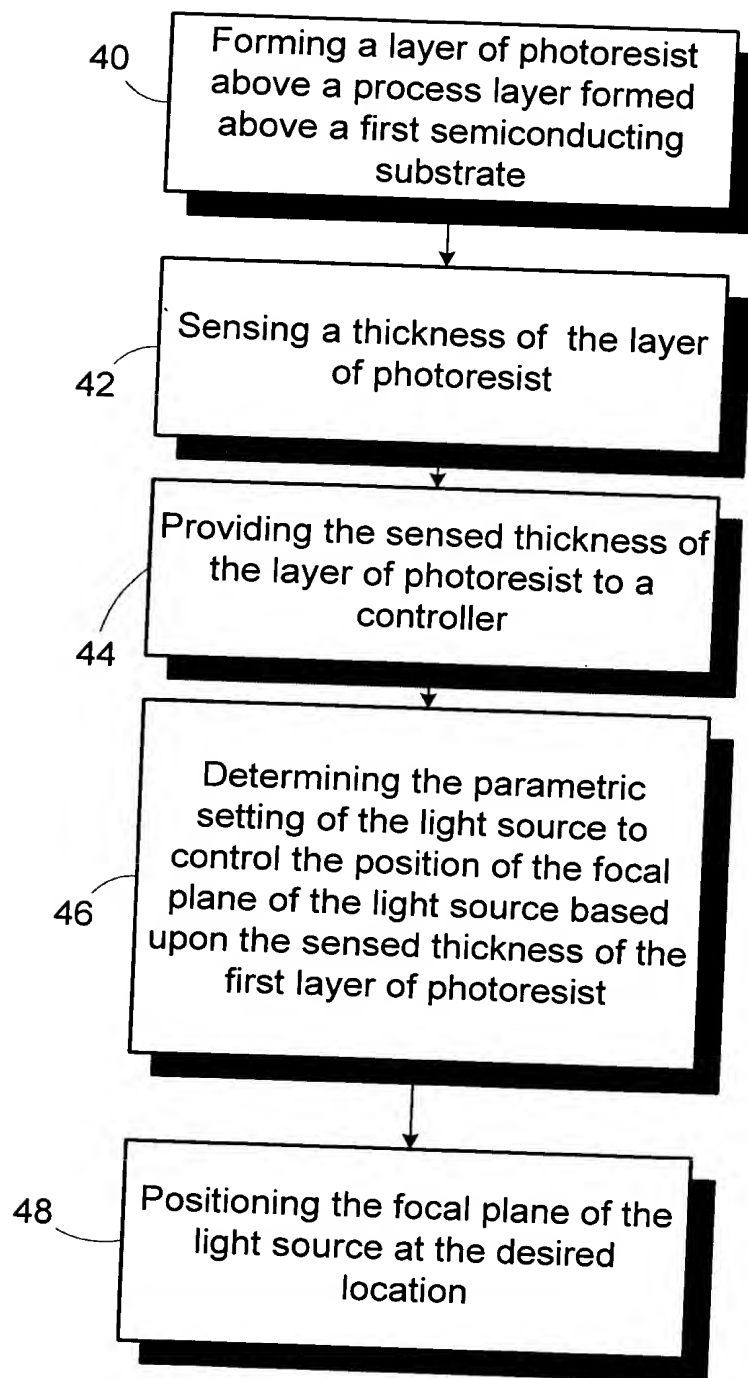 40
Forming a layer of photoresist
above a process layer formed
above a first semiconducting
substrate
42
Sensing a thickness of the layer
of photoresist
44
Providing the sensed thickness of
the layer of photoresist to a
controller
46
Determining the parametric
setting of the light source to
control the position of the focal
plane of the light source based
upon the sensed thickness of the
first layer of photoresist
48
Positioning the focal plane of the
light source at the desired
location